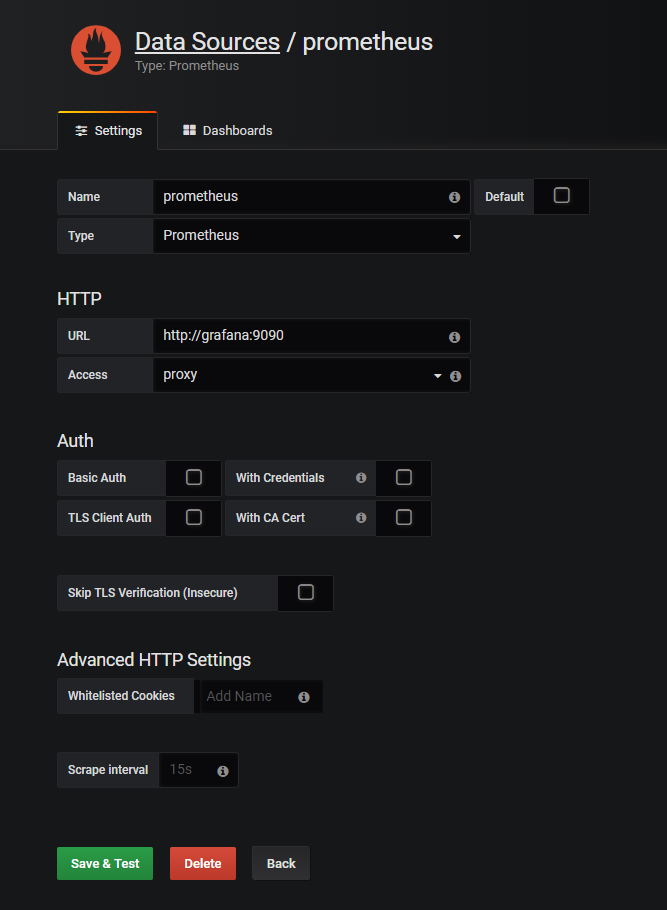 Data Sources / prometheus
Type: Prometheus
Settings Dashboards
Name prometheus Default
Type Prometheus
HTTP
URL http://grafana:9090
Access proxy
Auth
Basic Auth With Credentials
TLS Client Auth With CA Cert
Skip TLS Verification (Insecure)
Advanced HTTP Settings
Whitelisted Cookies Add Name
Scrape interval 15s
Save & Test Delete Back